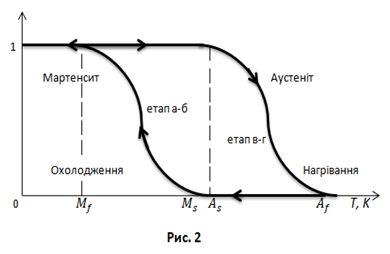 1
Мартенсит
Аустеніт
етап а-б
етап в-г
Охолодження
Нагрівання
0
M_f
M_s
A_s
A_f
T, K
Рис. 2